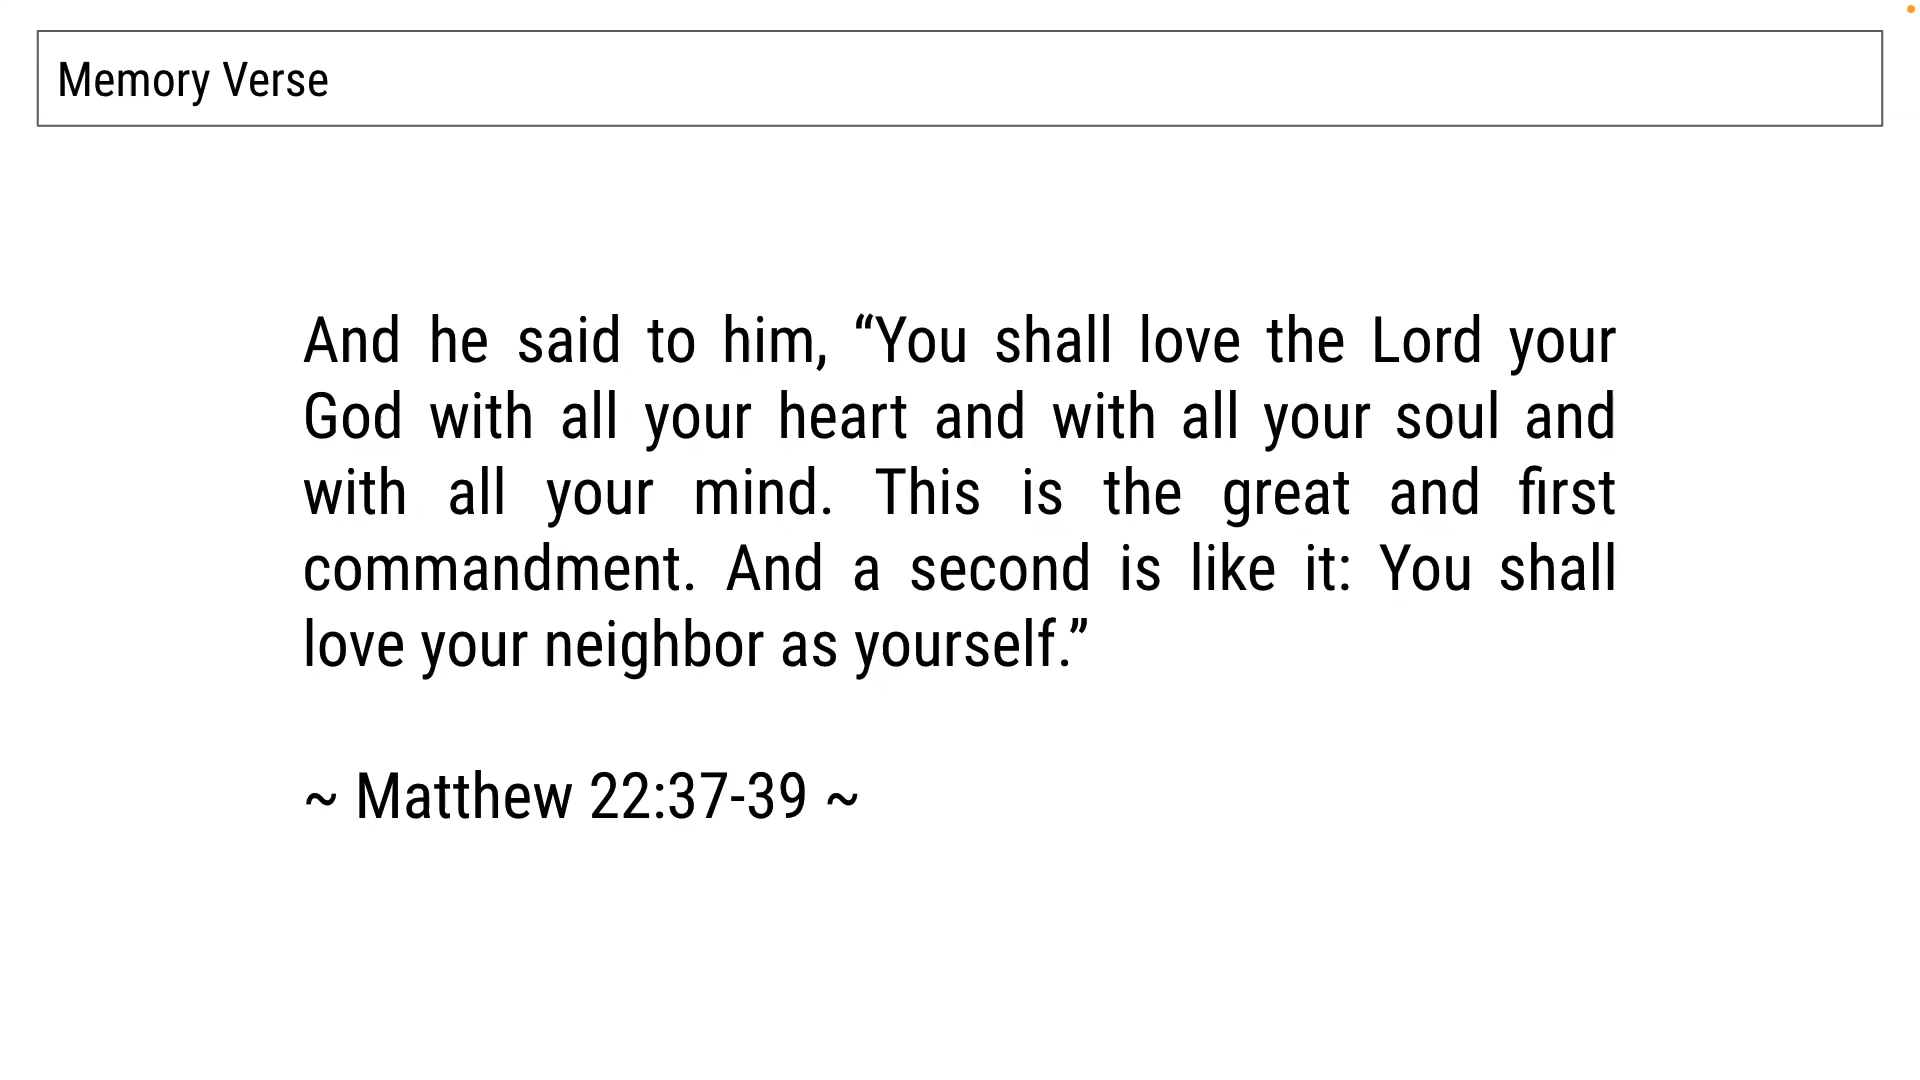 Memory Verse
And he said to him, “You shall love the Lord your
God with all your heart and with all your soul and
with all your mind. This is the great and first
commandment. And a second is like it: You shall
love your neighbor as yourself.”
~ Matthew 22:37-39 ~